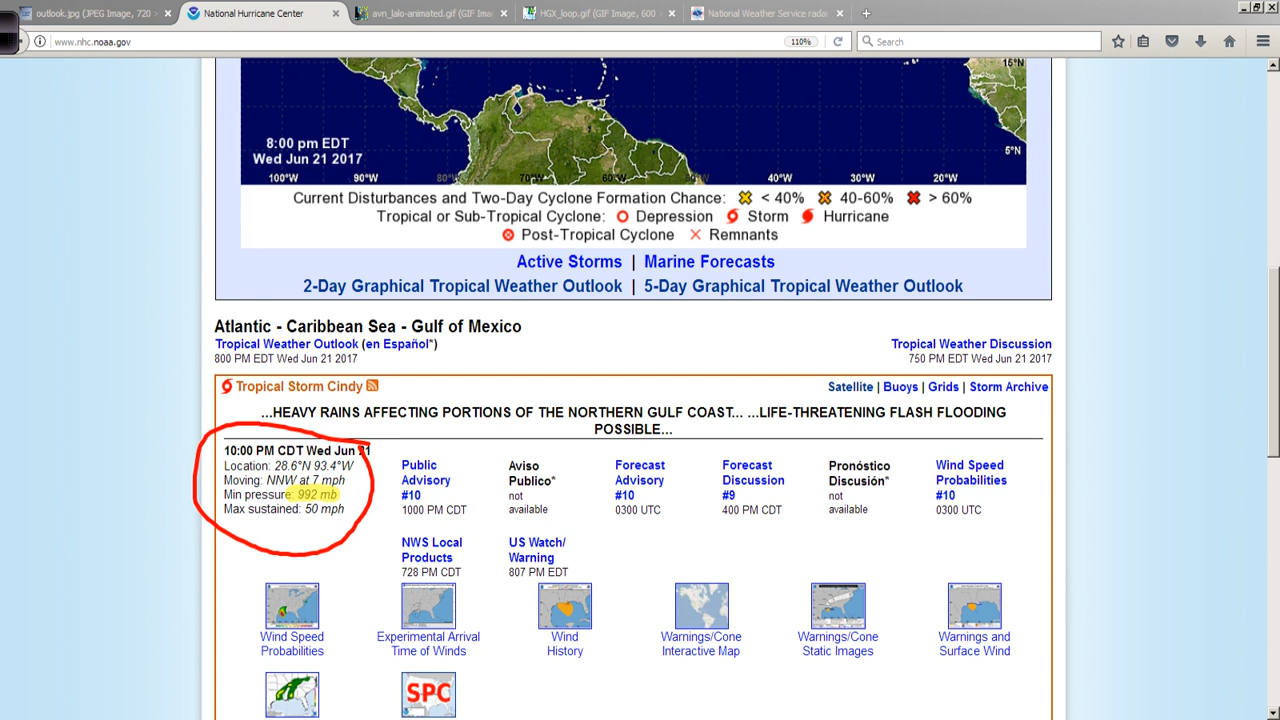 outlook.jpg (JPEG Image, 720 ×
National Hurricane Center ×
avn_lalo-animated.gif (GIF Im ×
HGX_loop.gif (GIF Image, 600 ×
National Weather Service radar ×
+
www.nhc.noaa.gov
110%
Search
15°N
8:00 pm EDT
Wed Jun 21 2017
5°N
100°W 90°W 80°W 70°W 60°W 40°W 30°W 20°W
Current Disturbances and Two-Day Cyclone Formation Chance: < 40% 40-60% > 60%
Tropical or Sub-Tropical Cyclone: Depression Storm Hurricane
Post-Tropical Cyclone Remnants
Active Storms | Marine Forecasts
2-Day Graphical Tropical Weather Outlook | 5-Day Graphical Tropical Weather Outlook
Atlantic - Caribbean Sea - Gulf of Mexico
Tropical Weather Outlook (en Español*)
Tropical Weather Discussion
800 PM EDT Wed Jun 21 2017
750 PM EDT Wed Jun 21 2017
Tropical Storm Cindy
Satellite | Buoys | Grids | Storm Archive
...HEAVY RAINS AFFECTING PORTIONS OF THE NORTHERN GULF COAST... ...LIFE-THREATENING FLASH FLOODING
POSSIBLE...
10:00 PM CDT Wed Jun 21
Location: 28.6°N 93.4°W
Moving: NNW at 7 mph
Min pressure: 992 mb
Max sustained: 50 mph
Public
Advisory
#10
1000 PM CDT
Aviso
Publico*
not
available
Forecast
Advisory
#10
0300 UTC
Forecast
Discussion
#9
400 PM CDT
Pronóstico
Discusión*
not
available
Wind Speed
Probabilities
#10
0300 UTC
NWS Local
Products
728 PM CDT
US Watch/
Warning
807 PM EDT
Wind Speed
Probabilities
Experimental Arrival
Time of Winds
Wind
History
Warnings/Cone
Interactive Map
Warnings/Cone
Static Images
Warnings and
Surface Wind
SPC